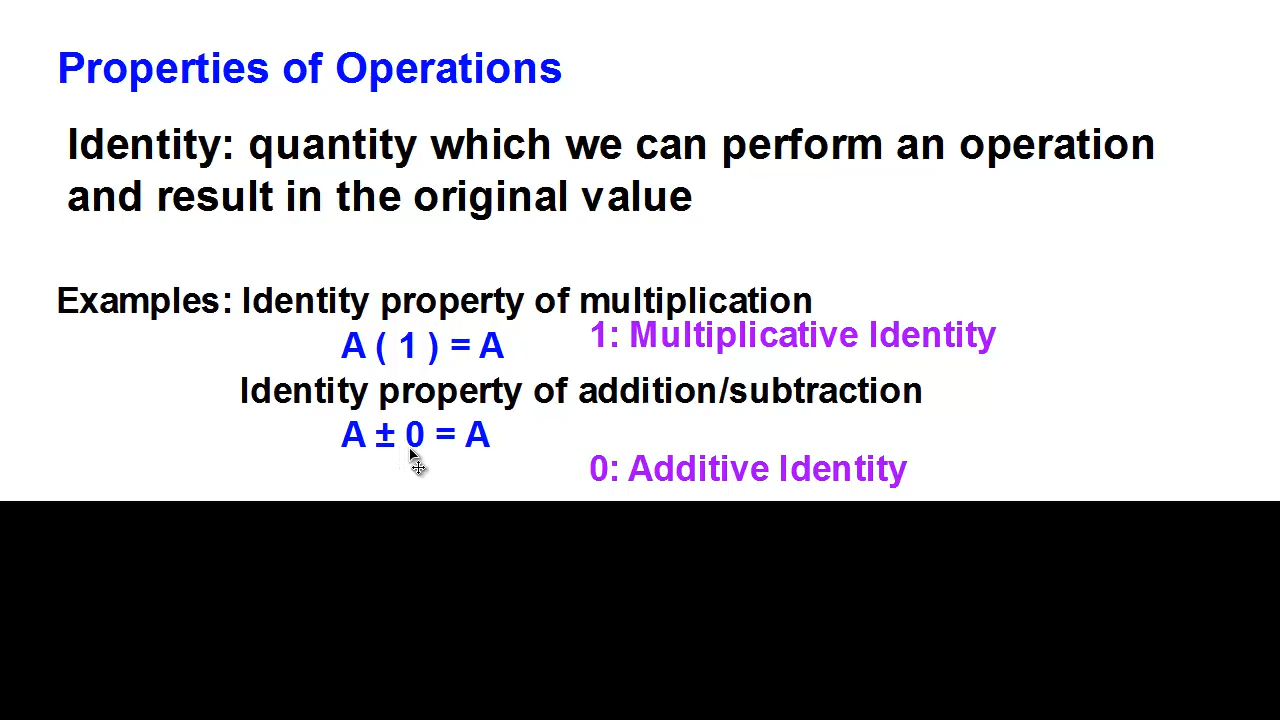 Properties of Operations
Identity: quantity which we can perform an operation
and result in the original value
Examples: Identity property of multiplication
A ( 1 ) = A
1: Multiplicative Identity
Identity property of addition/subtraction
A ± 0 = A
0: Additive Identity